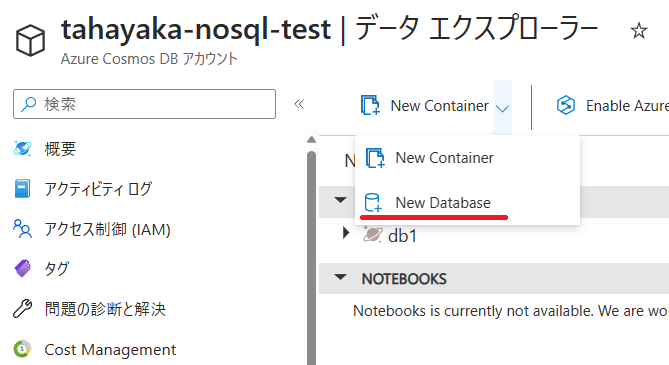 tahayaka-nosql-test | データ エクスプローラー
Azure Cosmos DB アカウント
検索
概要
アクティビティ ログ
アクセス制御 (IAM)
タグ
問題の診断と解決
Cost Management
New Container
Enable Azure
New Container
New Database
N
db1
NOTEBOOKS
Notebooks is currently not available. We are wo